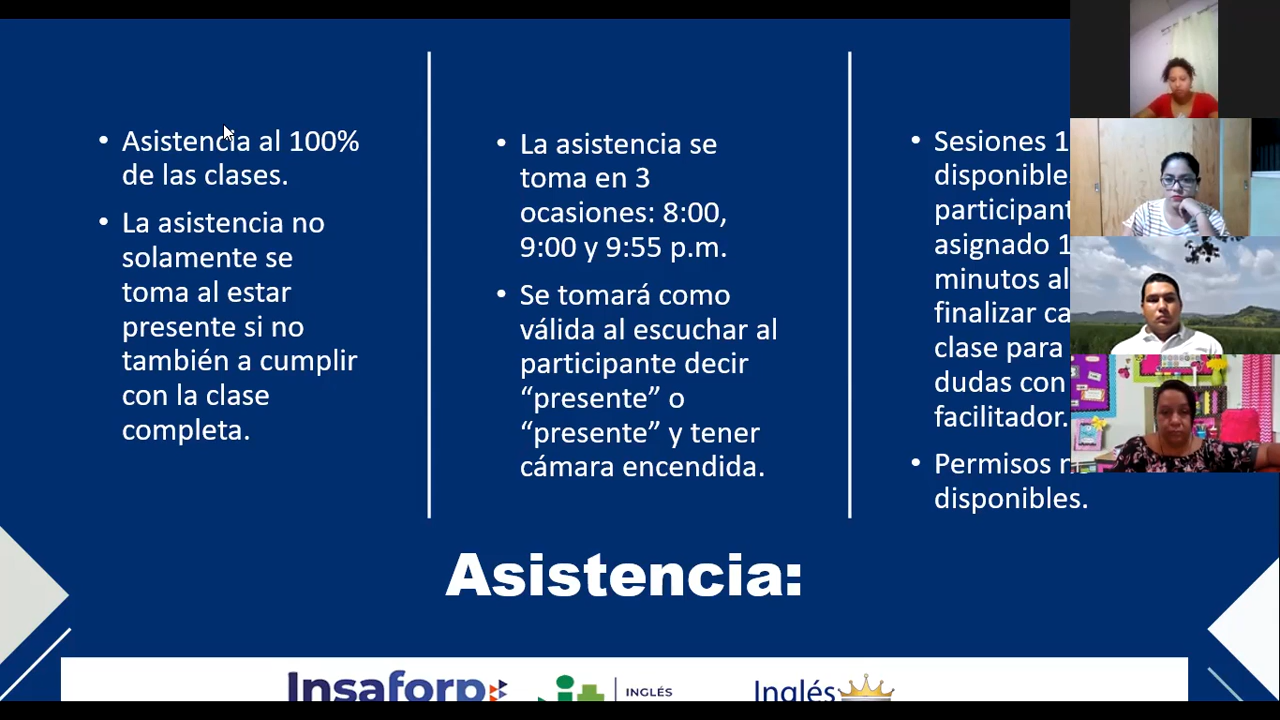 • Asistencia al 100%
de las clases.
• La asistencia no
solamente se
toma al estar
presente si no
también a cumplir
con la clase
completa.
• La asistencia se
toma en 3
ocasiones: 8:00,
9:00 y 9:55 p.m.
• Se tomará como
válida al escuchar al
participante decir
“presente” o
“presente” y tener
cámara encendida.
• Sesiones 1
disponible
participant
asignado 1
minutos al
finalizar ca
clase para
dudas con
facilitador.
• Permisos
disponibles.
Asistencia:
Insaforp
INGLÉS
Inglés